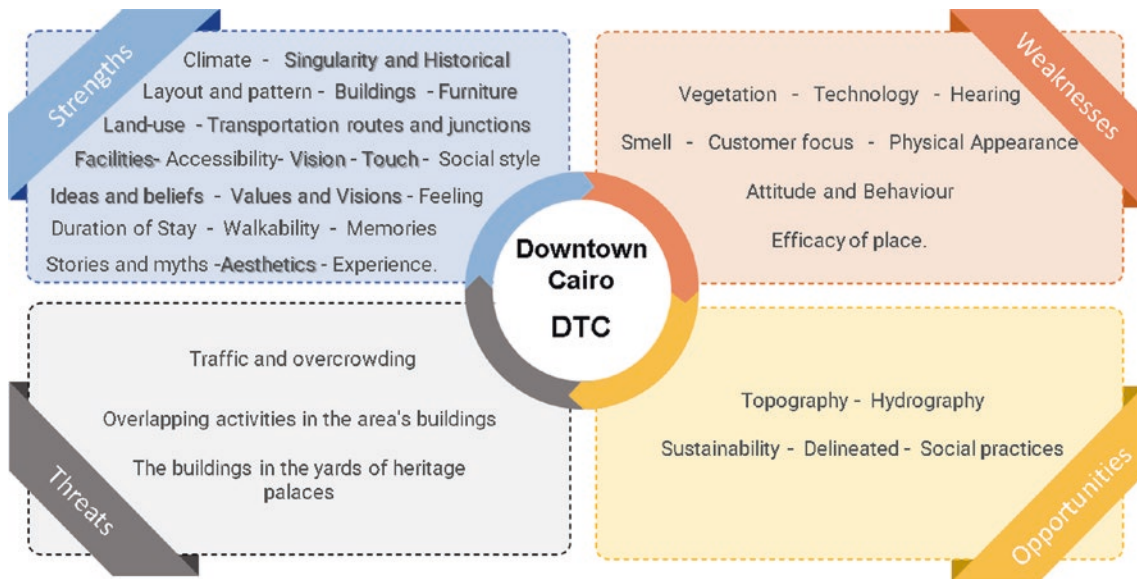 Strengths
Climate - Singularity and Historical
Layout and pattern - Buildings - Furniture
Land-use - Transportation routes and junctions
Facilities- Accessibility- Vision - Touch - Social style
Ideas and beliefs - Values and Visions - Feeling
Duration of Stay - Walkability - Memories
Stories and myths -Aesthetics - Experience.
Weaknesses
Vegetation - Technology - Hearing
Smell - Customer focus - Physical Appearance
Attitude and Behaviour
Efficacy of place.
Downtown
Cairo
DTC
Threats
Traffic and overcrowding
Overlapping activities in the area's buildings
The buildings in the yards of heritage
palaces
Opportunities
Topography - Hydrography
Sustainability - Delineated - Social practices